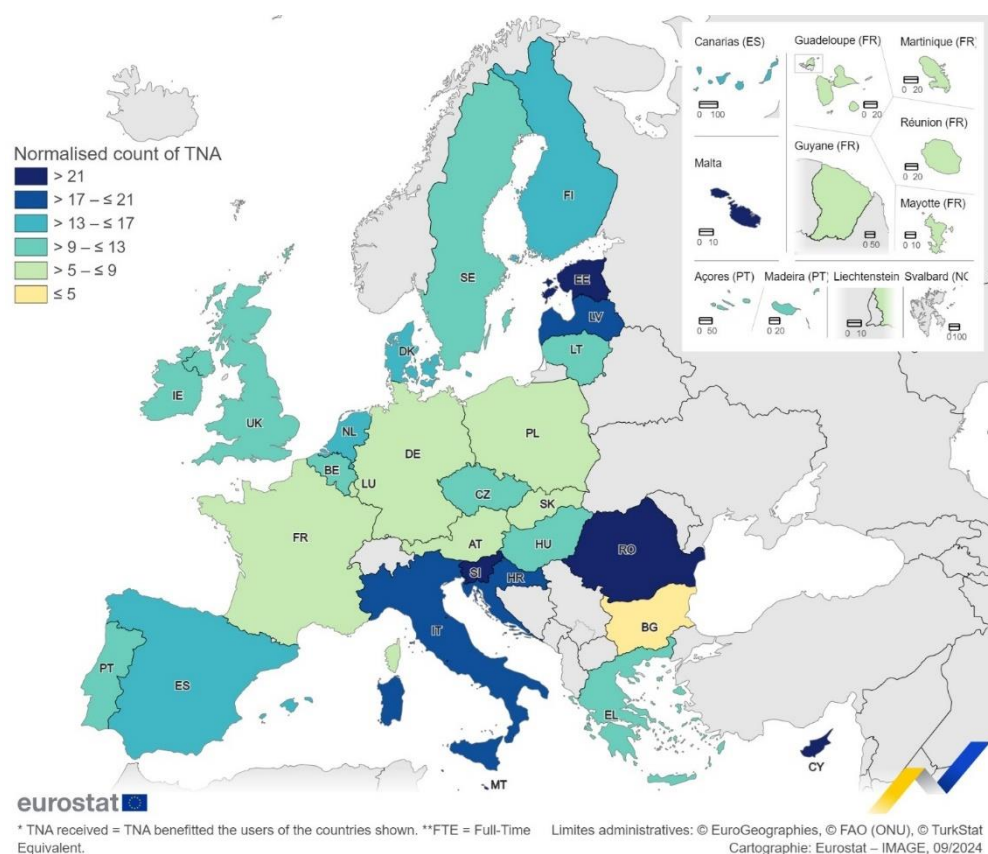 Normalised count of TNA
> 21
> 17 – ≤ 21
> 13 – ≤ 17
> 9 – ≤ 13
> 5 – ≤ 9
≤ 5
Canarias (ES)
0 100
Guadeloupe (FR)
0 20
Martinique (FR)
0 20
Malta
0 10
Guyane (FR)
0 50
Réunion (FR)
0 20
Mayotte (FR)
0 10
Açores (PT)
0 50
Madeira (PT)
0 20
Liechtenstein
0 10
Svalbard (NO
0 100
FI
SE
EE
LV
LT
DK
IE
UK
NL
BE
LU
DE
PL
CZ
SK
FR
AT
HU
RO
SI
HR
IT
BG
PT
ES
EL
MT
CY
eurostat
* TNA received = TNA benefitted the users of the countries shown. **FTE = Full-Time
Equivalent.
Limites administratives: © EuroGeographies, © FAO (ONU), © TurkStat
Cartographie: Eurostat – IMAGE, 09/2024